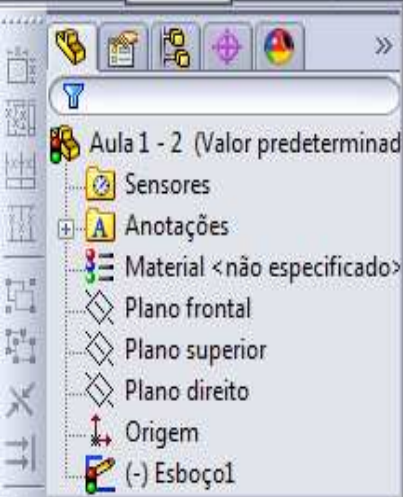 »
Aula 1 - 2 (Valor predeterminad
Sensores
A Anotações
Material <não especificado>
Plano frontal
Plano superior
Plano direito
Origem
(-) Esboço1